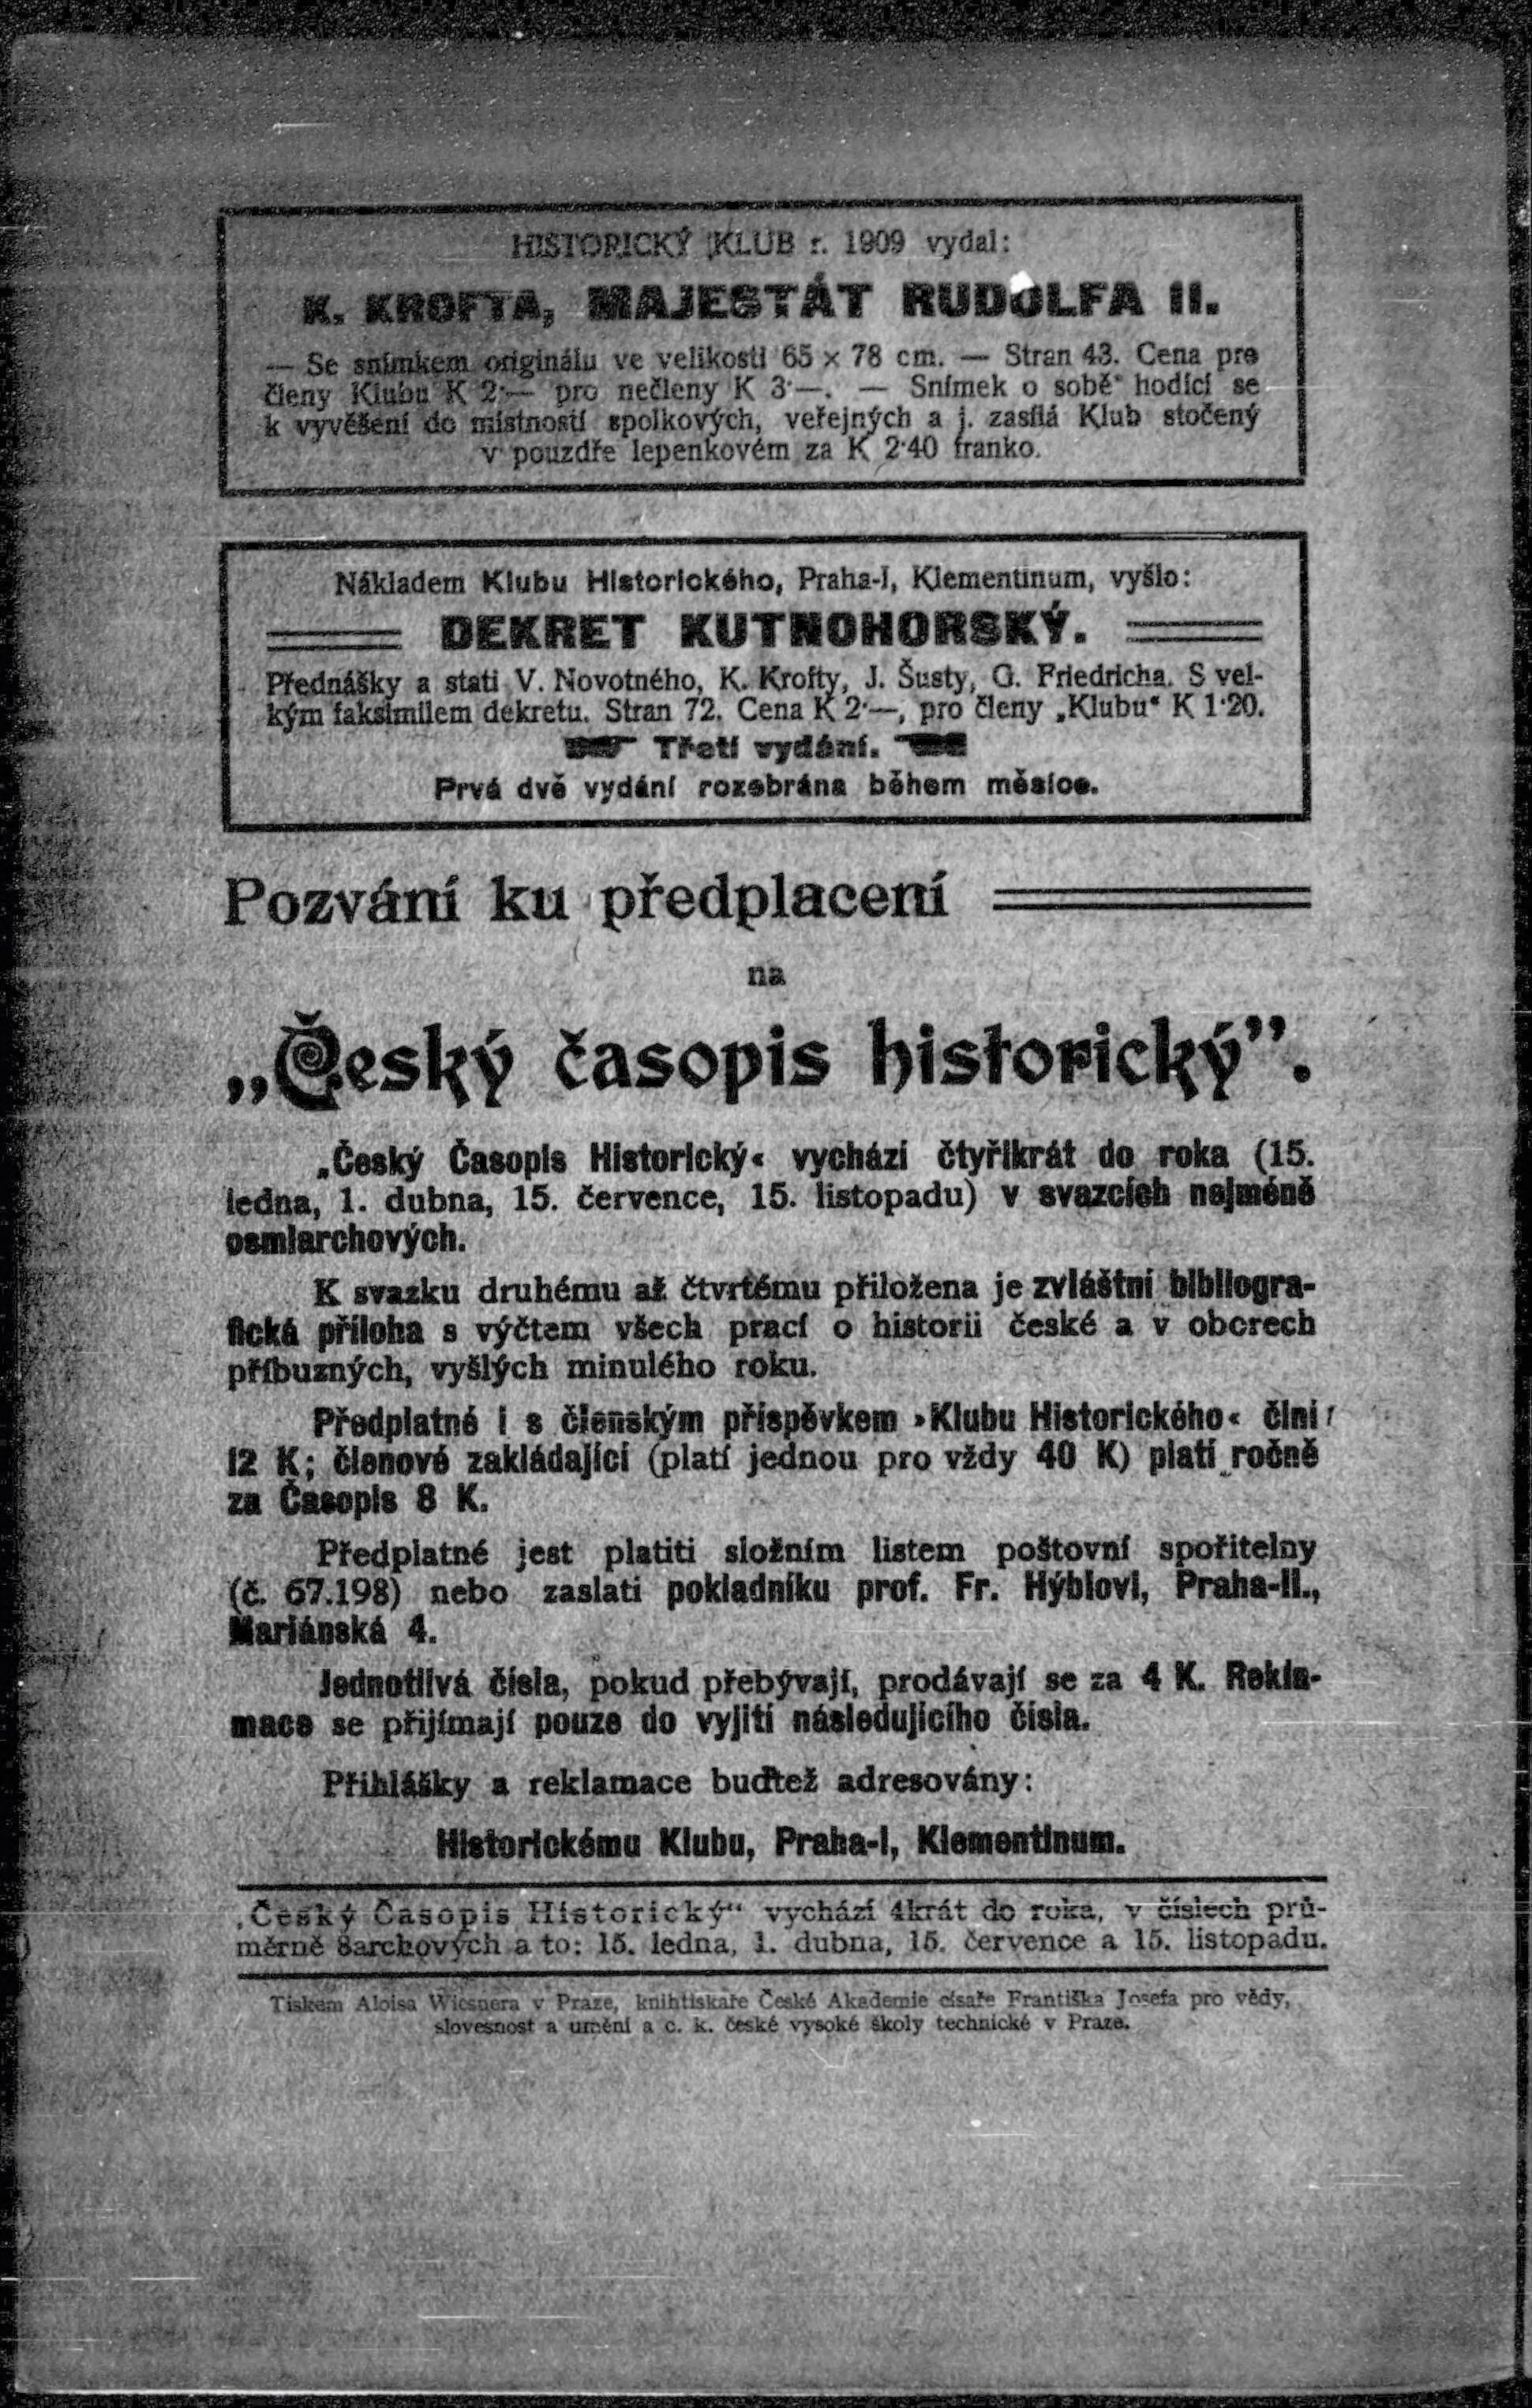 HISTORICKÝ KLUB r. 1909 vydal:
K. KROFTA, MAJESTÁT RUDOLFA II.
— Se snímkem originálu ve velikosti 65 × 78 cm. — Stran 43. Cena pro
členy Klubu K 2·— pro nečleny K 3·—. — Snímek o sobě hodící se
k vyvěšení do místností spolkových, veřejných a j. zasílá Klub stočený
v pouzdře lepenkovém za K 2·40 franko.
Nákladem Klubu Historického, Praha-I, Klementinum, vyšlo:
DEKRET KUTNOHORSKÝ.
Přednášky a stati V. Novotného, K. Krofty, J. Šusty, G. Friedricha. S vel-
kým faksimilem dekretu. Stran 72. Cena K 2·—, pro členy „Klubu“ K 1·20.
Třetí vydání.
Prvá dvě vydání rozebrána během měsíce.
Pozvání ku předplacení
na
„Český časopis historický”.
„Český Časopis Historický« vychází čtyřikrát do roka (15.
ledna, 1. dubna, 15. července, 15. listopadu) v svazcích nejméně
osmiarchových.
K svazku druhému až čtvrtému přiložena je zvláštní bibliogra-
fická příloha s výčtem všech prací o historii české a v oborech
příbuzných, vyšlých minulého roku.
Předplatné i s členským příspěvkem »Klubu Historického« činí
12 K; členové zakládající (platí jednou pro vždy 40 K) platí ročně
za Časopis 8 K.
Předplatné jest platiti složním listem poštovní spořitelny
(č. 67.198) nebo zaslati pokladníku prof. Fr. Hýblovi, Praha-II.,
Mariánská 4.
Jednotlivá čísla, pokud přebývají, prodávají se za 4 K. Rekla-
mace se přijímají pouze do vyjití následujícího čísla.
Přihlášky a reklamace buďtež adresovány:
Historickému Klubu, Praha-I, Klementinum.
„Český Časopis Historický“ vychází 4krát do roka, v číslech prů-
měrně 8archových a to: 15. ledna, 1. dubna, 15. července a 15. listopadu.
Tiskem Aloisa Wiesnera v Praze, knihtiskaře České Akademie císaře Františka Josefa pro vědy,
slovesnost a umění a c. k. české vysoké školy technické v Praze.